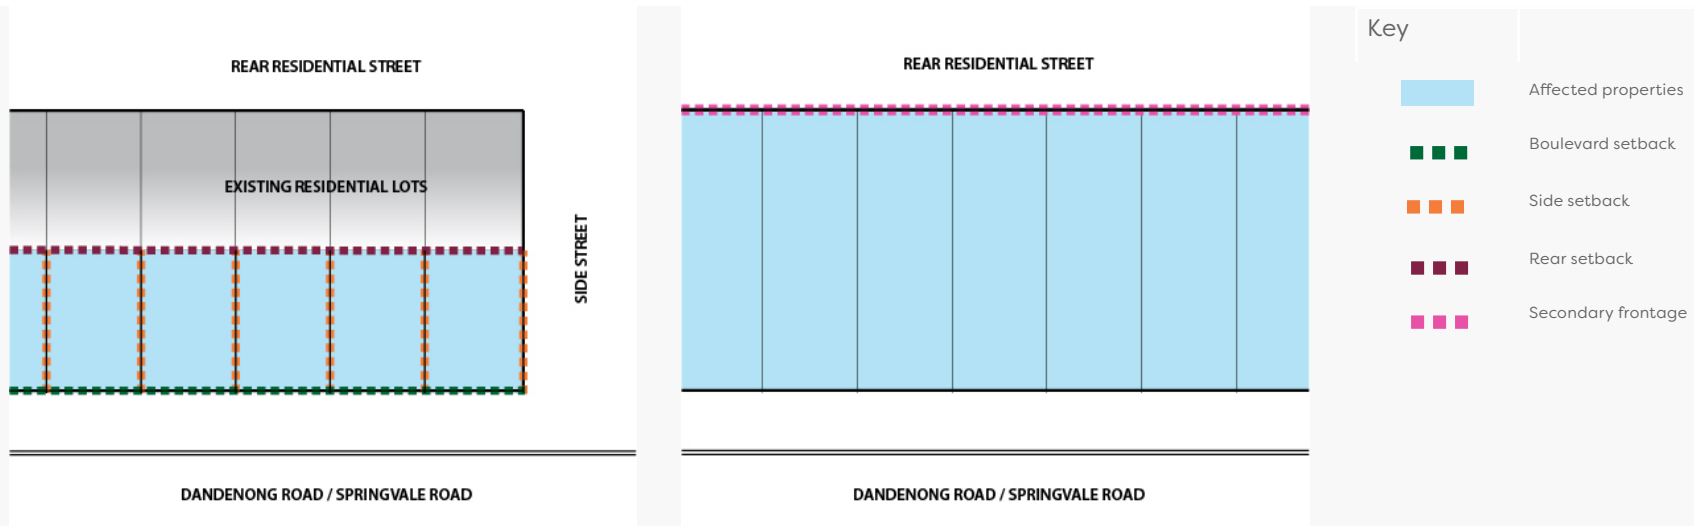 REAR RESIDENTIAL STREET
EXISTING RESIDENTIAL LOTS
SIDE STREET
DANDENONG ROAD / SPRINGVALE ROAD
REAR RESIDENTIAL STREET
DANDENONG ROAD / SPRINGVALE ROAD
Key
Affected properties
Boulevard setback
Side setback
Rear setback
Secondary frontage